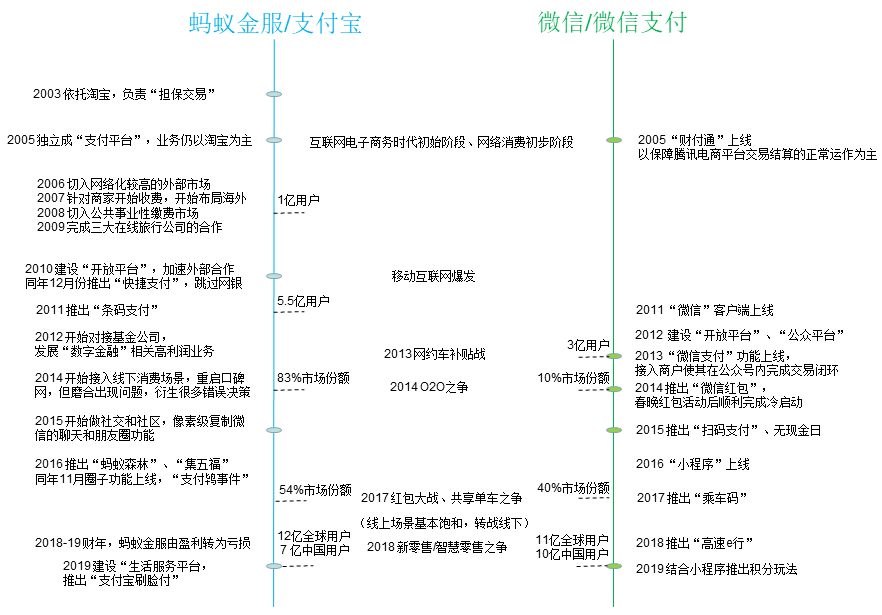 蚂蚁金服/支付宝
微信/微信支付
2003 依托淘宝，负责“担保交易”
2005 独立成“支付平台”，业务仍以淘宝为主
互联网电子商务时代初始阶段、网络消费初步阶段
2005 “财付通”上线
以保障腾讯电商平台交易结算的正常运作为主
2006 切入网络化较高的外部市场
2007 针对商家开始收费，开始布局海外
2008 切入公共事业性缴费市场
2009 完成三大在线旅行公司的合作
1亿用户
2010 建设“开放平台”，加速外部合作
同年12月份推出“快捷支付”，跳过网银
移动互联网爆发
5.5亿用户
2011 推出“条码支付”
2011 “微信”客户端上线
2012 开始对接基金公司，
发展“数字金融”相关高利润业务
2012 建设“开放平台”、“公众平台”
2013 网约车补贴战
3亿用户
2013 “微信支付”功能上线，
接入商户使其在公众号内完成交易闭环
2014 开始接入线下消费场景，重启口碑
网，但磨合出现问题，衍生很多错误决策
83%市场份额
2014 O2O之争
10%市场份额
2014 推出“微信红包”，
春晚红包活动后顺利完成冷启动
2015 开始做社交和社区，像素级复制微
信的聊天和朋友圈功能
2015 推出“扫码支付”、无现金日
2016 推出“蚂蚁森林”、“集五福”
同年11月圈子功能上线，“支付鸨事件”
2016 “小程序”上线
54%市场份额
2017 红包大战、共享单车之争
40%市场份额
2017 推出“乘车码”
（线上场景基本饱和，转战线下）
2018-19 财年，蚂蚁金服由盈利转为亏损
12亿全球用户
7 亿中国用户
2018 新零售/智慧零售之争
11亿全球用户
10亿中国用户
2018 推出“高速e行”
2019 建设“生活服务平台，
推出“支付宝刷脸付”
2019 结合小程序推出积分玩法